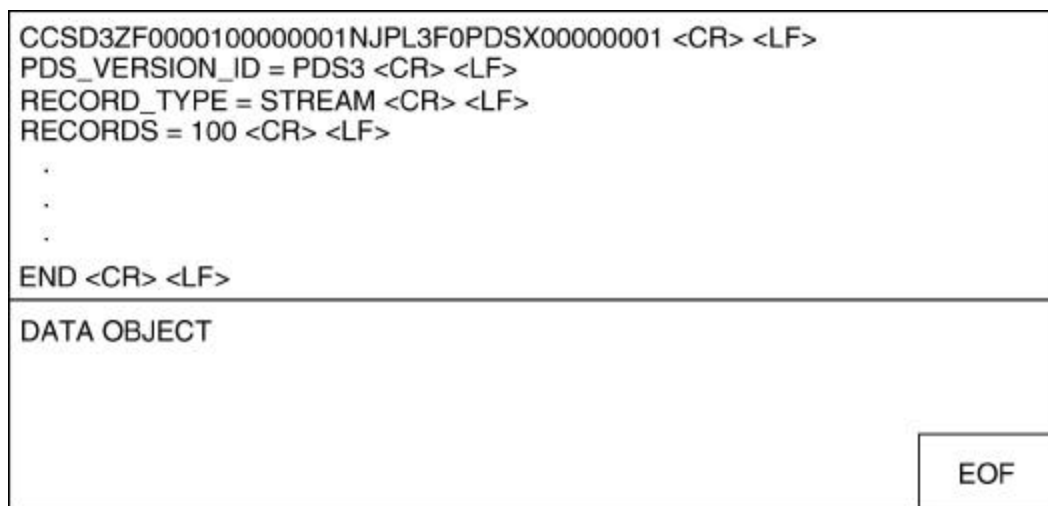 CCSD3ZF0000100000001NJPL3F0PDSX00000001 <CR> <LF>
PDS_VERSION_ID = PDS3 <CR> <LF>
RECORD_TYPE = STREAM <CR> <LF>
RECORDS = 100 <CR> <LF>
.
.
.
END <CR> <LF>
DATA OBJECT
EOF